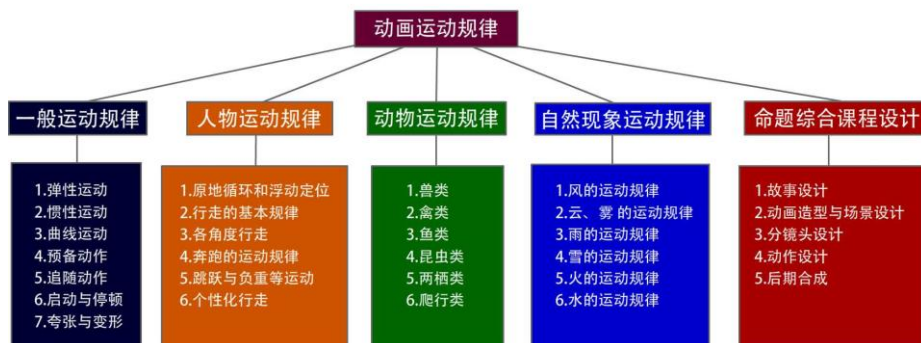 动画运动规律
一般运动规律
1.弹性运动
2.惯性运动
3.曲线运动
4.预备动作
5.追随动作
6.启动与停顿
7.夸张与变形
人物运动规律
1.原地循环和浮动定位
2.行走的基本规律
3.各角度行走
4.奔跑的运动规律
5.跳跃与负重等运动
6.个性化行走
动物运动规律
1.兽类
2.禽类
3.鱼类
4.昆虫类
5.两栖类
6.爬行类
自然现象运动规律
1.风的运动规律
2.云、雾 的运动规律
3.雨的运动规律
4.雪的运动规律
5.火的运动规律
6.水的运动规律
命题综合课程设计
1.故事设计
2.动画造型与场景设计
3.分镜头设计
4.动作设计
5.后期合成